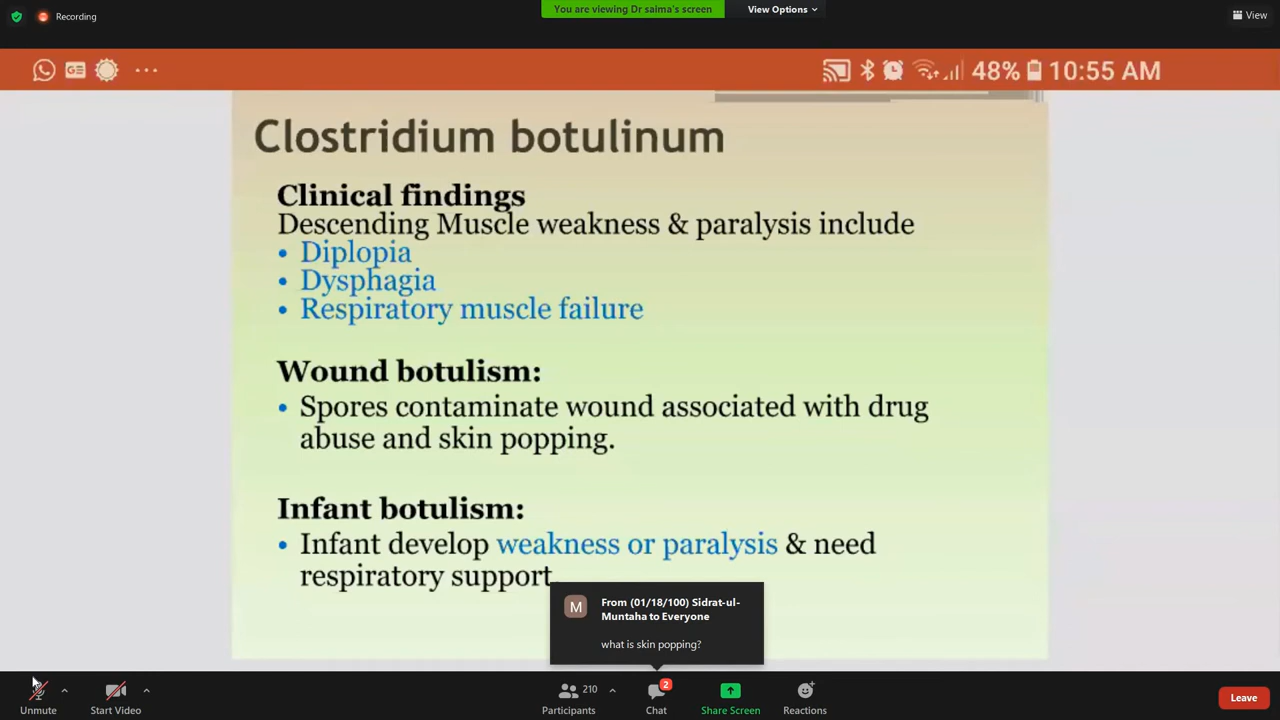 Recording
You are viewing Dr saima's screen
View Options
View
GE
48%
10:55 AM
Clostridium botulinum
Clinical findings
Descending Muscle weakness & paralysis include
• Diplopia
• Dysphagia
• Respiratory muscle failure
Wound botulism:
• Spores contaminate wound associated with drug
abuse and skin popping.
Infant botulism:
• Infant develop weakness or paralysis & need
respiratory support
M
From (01/18/100) Sidrat-ul-
Muntaha to Everyone
what is skin popping?
Unmute
Start Video
210
Participants
2
Chat
Share Screen
Reactions
Leave